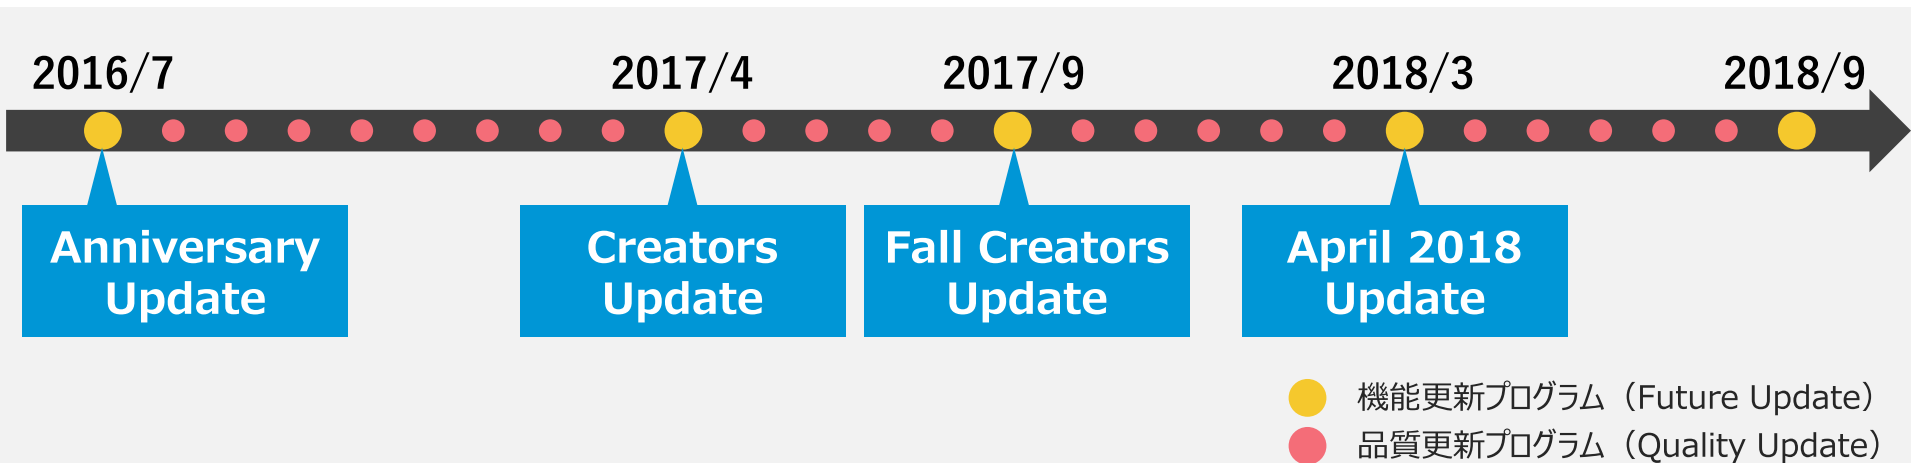 2016/7
2017/4
2017/9
2018/3
2018/9
Anniversary
Update
Creators
Update
Fall Creators
Update
April 2018
Update
機能更新プログラム（Future Update）
品質更新プログラム（Quality Update）